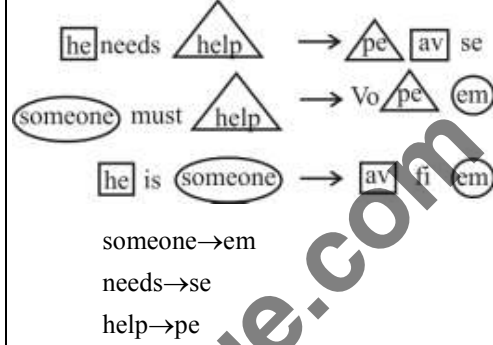 he needs help → pe av se
someone must help → Vo pe em
he is someone → av fi em
someone→em
needs→se
help→pe
e.com